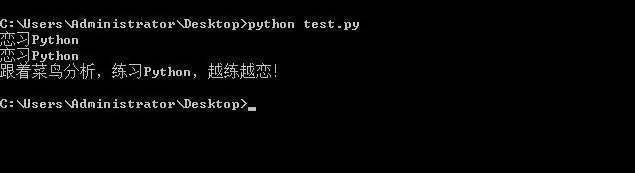 C:\Users\Administrator\Desktop>python test.py
恋习Python
恋习Python
跟着菜鸟分析，练习Python，越练越恋！
C:\Users\Administrator\Desktop>_